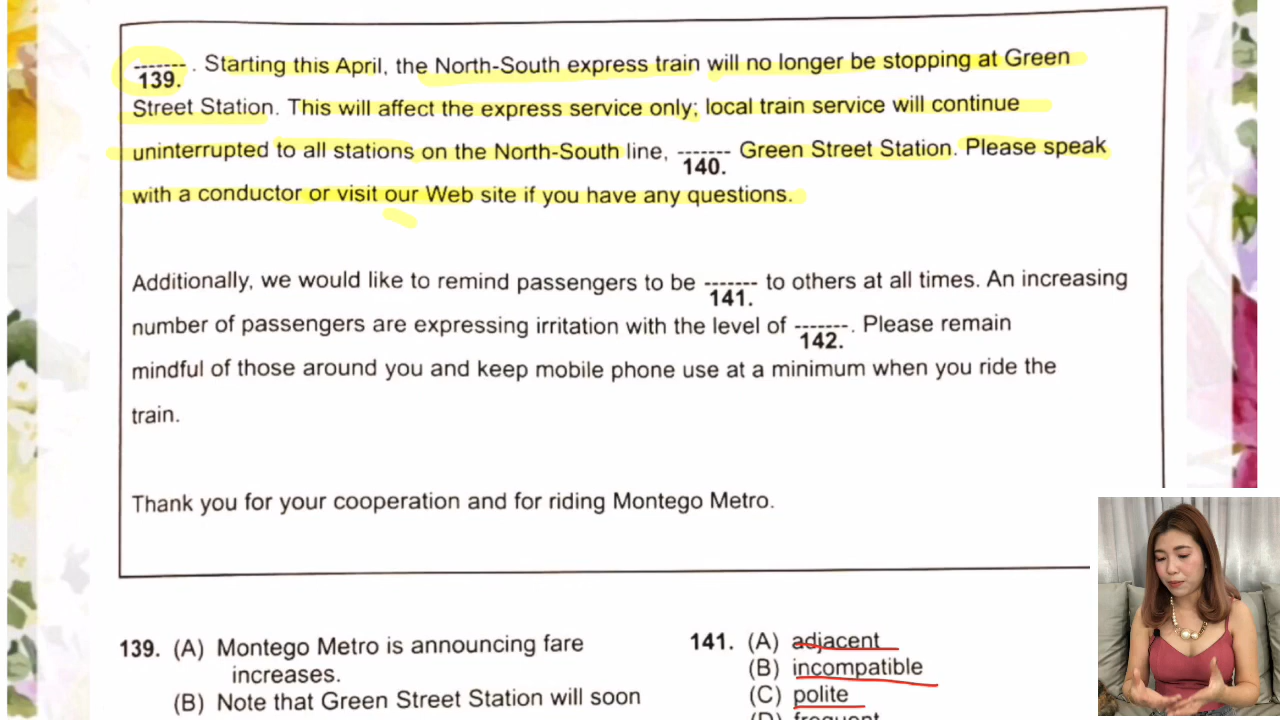 ------- . Starting this April, the North-South express train will no longer be stopping at Green
139.
Street Station. This will affect the express service only; local train service will continue
uninterrupted to all stations on the North-South line, ------- Green Street Station. Please speak
140.
with a conductor or visit our Web site if you have any questions.
Additionally, we would like to remind passengers to be ------- to others at all times. An increasing
141.
number of passengers are expressing irritation with the level of -------. Please remain
142.
mindful of those around you and keep mobile phone use at a minimum when you ride the
train.
Thank you for your cooperation and for riding Montego Metro.
139. (A) Montego Metro is announcing fare
increases.
(B) Note that Green Street Station will soon
141. (A) adjacent
(B) incompatible
(C) polite
(D) frequent